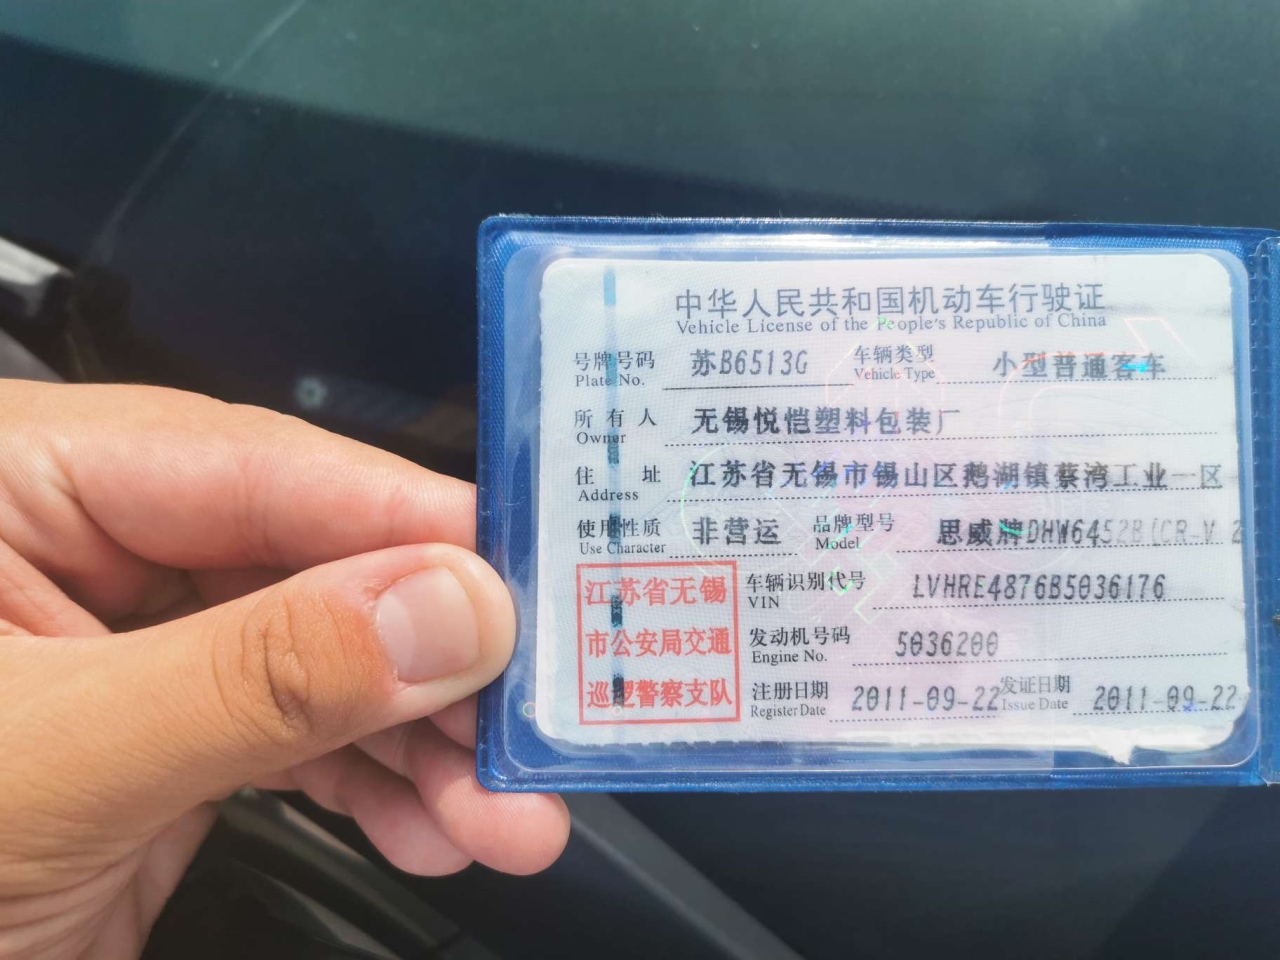 中华人民共和国机动车行驶证
Vehicle License of the People's Republic of China
号牌号码 苏B6513G 车辆类型 小型普通客车
Plate No. Vehicle Type
所有人 无锡悦恺塑料包装厂
Owner
住址 江苏省无锡市锡山区鹅湖镇蔡湾工业一区
Address
使用性质 非营运 品牌型号 思威牌DHW6452B(CR-V 2
Use Character Model
江苏省无锡
市公安局交通
巡逻警察支队
车辆识别代号 LVHRE4876B5036176
VIN
发动机号码 5036200
Engine No.
注册日期 2011-09-22 发证日期 2011-09-22
Register Date Issue Date